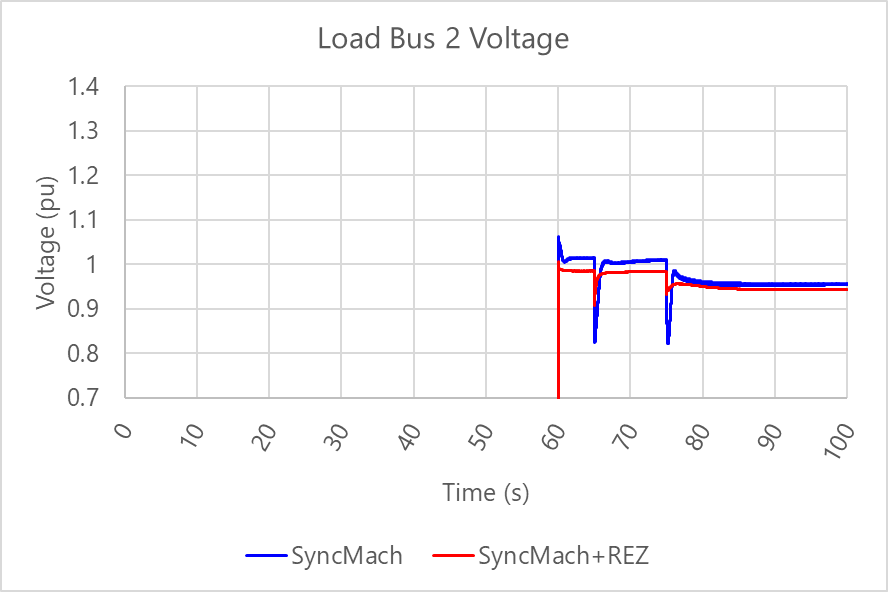 Load Bus 2 Voltage
1.4
1.3
1.2
1.1
1
0.9
0.8
0.7
Voltage (pu)
0 10 20 30 40 50 60 70 80 90 100
Time (s)
SyncMach SyncMach+REZ